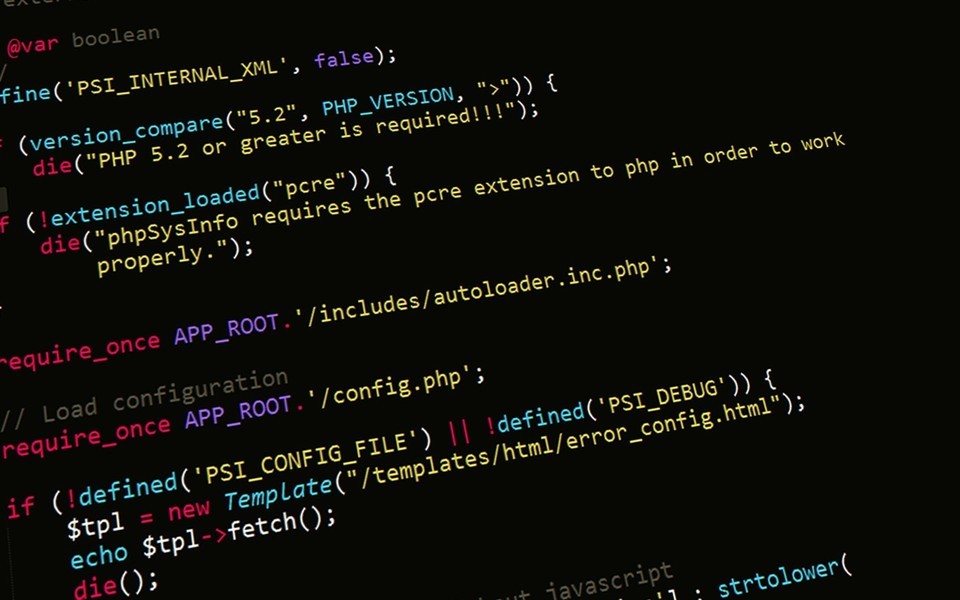 @var boolean
fine('PSI_INTERNAL_XML', false);
(version_compare("5.2", PHP_VERSION, ">")) {
die("PHP 5.2 or greater is required!!!");
f (!extension_loaded("pcre")) {
die("phpSysInfo requires the pcre extension to php in order to work
properly.");
require_once APP_ROOT.'/includes/autoloader.inc.php';
// Load configuration
require_once APP_ROOT.'/config.php';
if (!defined('PSI_CONFIG_FILE') || !defined('PSI_DEBUG')) {
$tpl = new Template("/templates/html/error_config.html");
echo $tpl->fetch();
die();
javascript
strtolower(